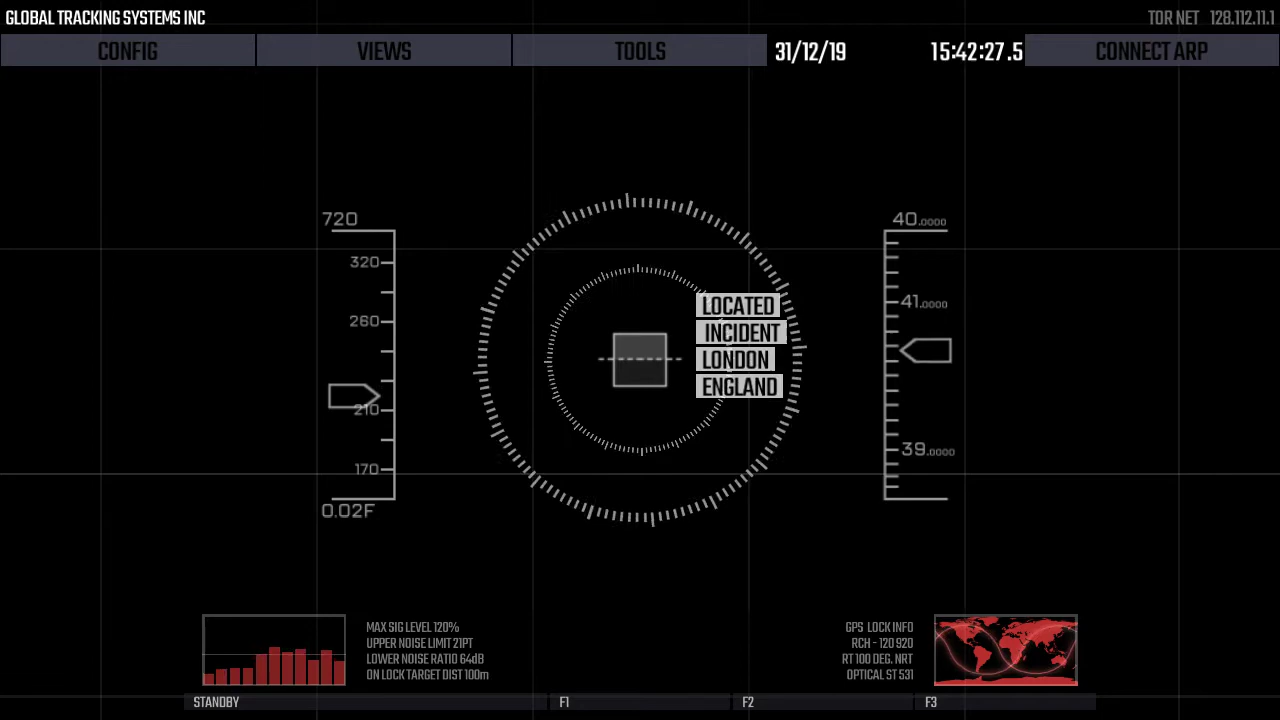 GLOBAL TRACKING SYSTEMS INC
TOR NET 128.112.11.1
CONFIG VIEWS TOOLS 31/12/19 15:42:27.5 CONNECT ARP
720
320
260
210
170
0.02F
LOCATED
INCIDENT
LONDON
ENGLAND
40.0000
41.0000
39.0000
MAX SIG LEVEL 120%
UPPER NOISE LIMIT 21PT
LOWER NOISE RATIO 64dB
ON LOCK TARGET DIST 100m
GPS LOCK INFO
RCH - 120 920
RT 100 DEG. NRT
OPTICAL ST 531
STANDBY F1 F2 F3